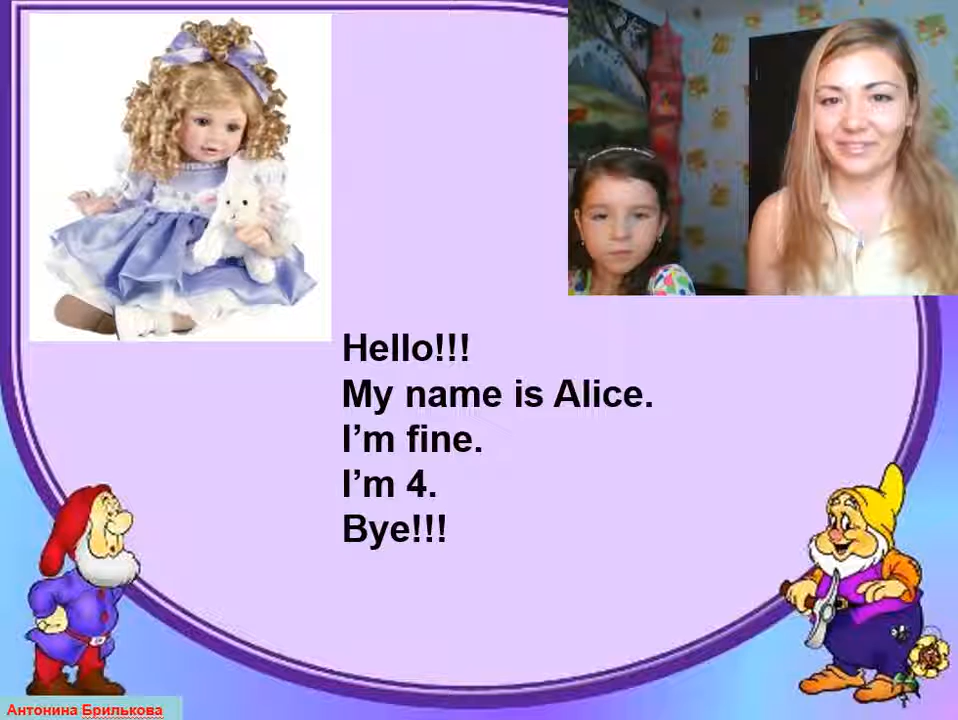 Hello!!!
My name is Alice.
I’m fine.
I’m 4.
Bye!!!
Антонина Брилькова